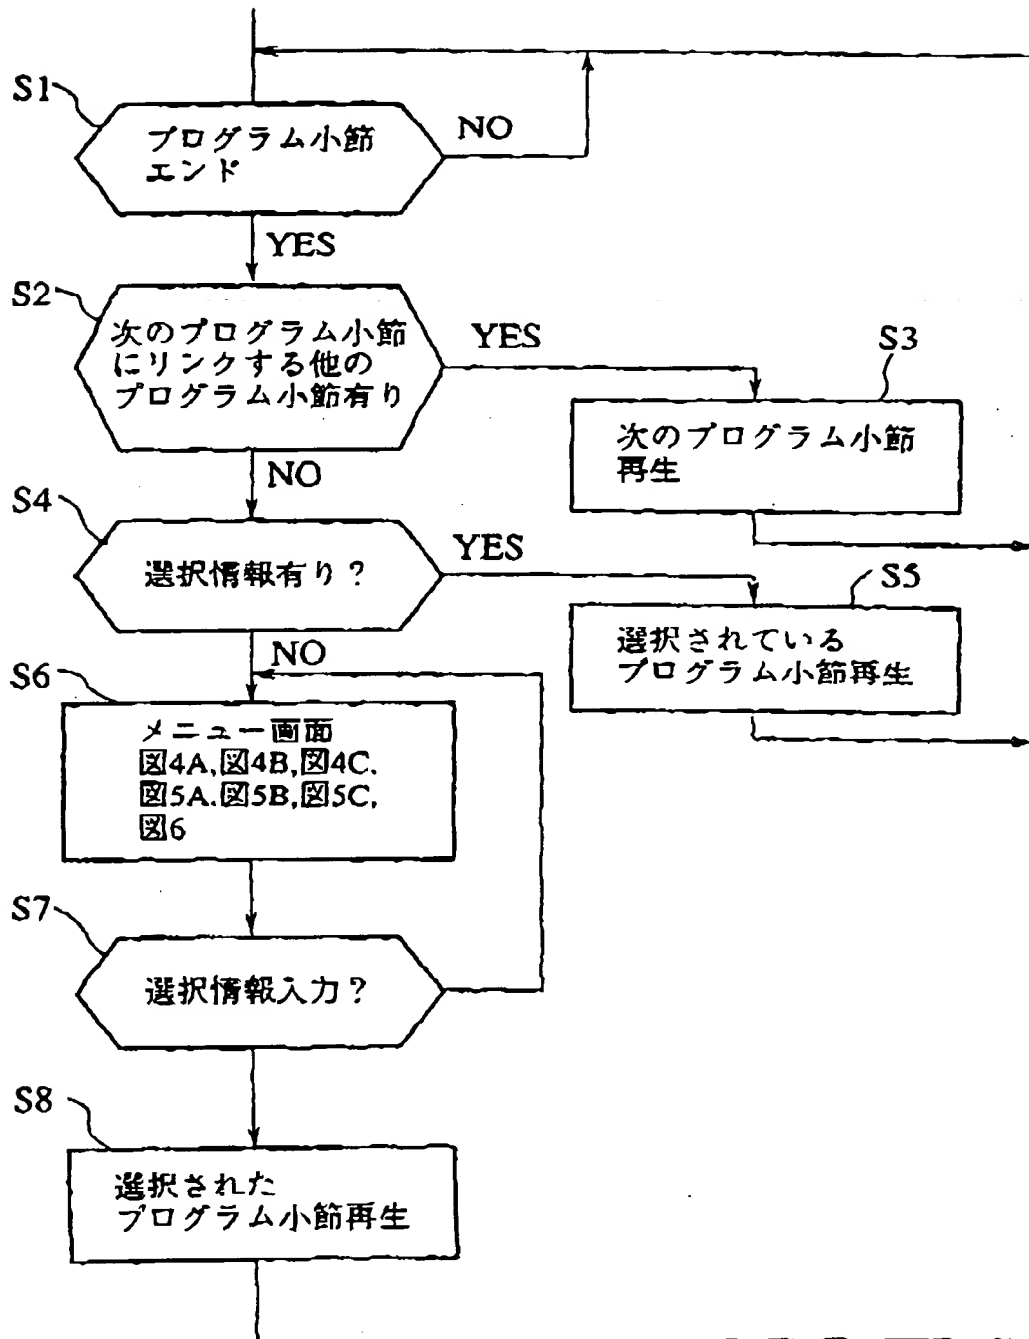 S1
プログラム小節
エンド
NO
YES
S2
次のプログラム小節
にリンクする他の
プログラム小節有り
YES
S3
次のプログラム小節
再生
NO
S4
選択情報有り?
YES
S5
選択されている
プログラム小節再生
NO
S6
メニュー画面
図4A,図4B,図4C.
図5A.図5B,図5C,
図6
S7
選択情報入力?
S8
選択された
プログラム小節再生